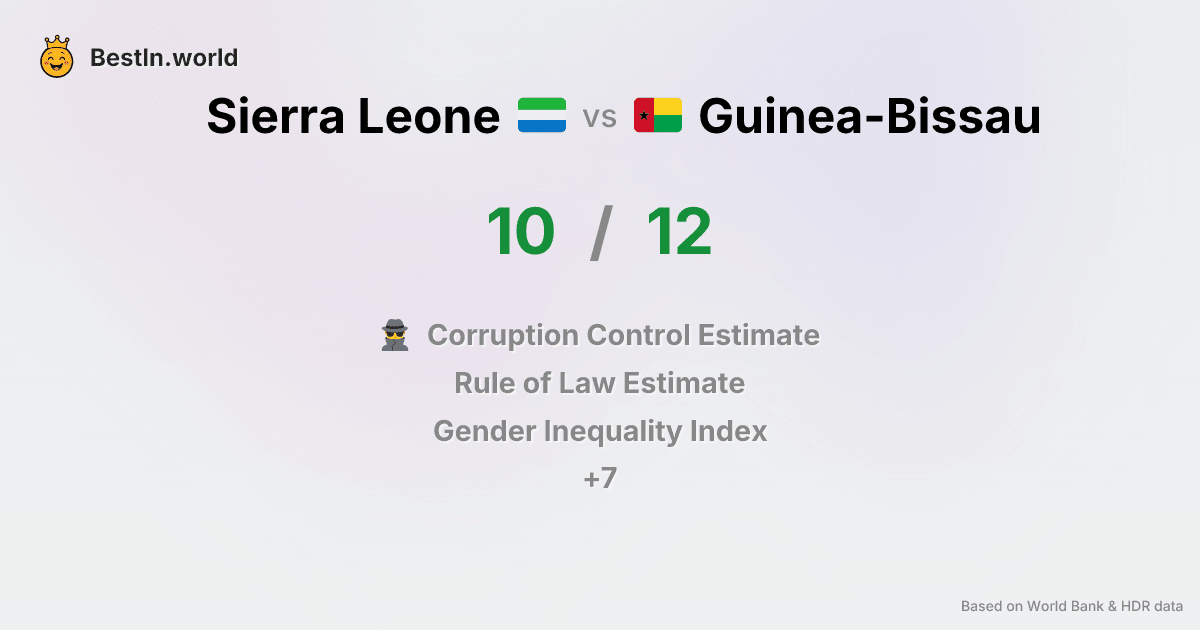 BestIn.world
Sierra Leone vs Guinea-Bissau
10 / 12
Corruption Control Estimate
Rule of Law Estimate
Gender Inequality Index
+7
Based on World Bank & HDR data